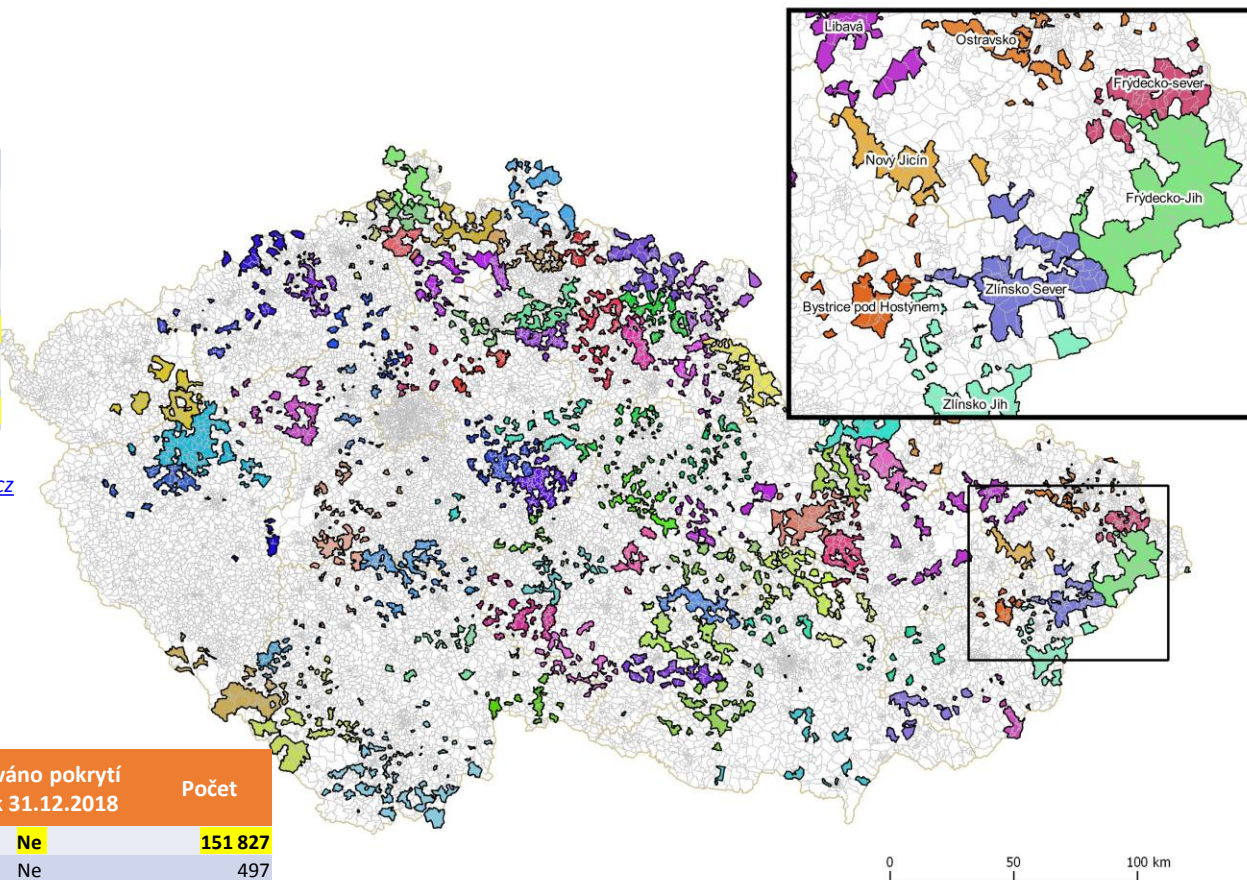 Libavá
Ostravsko
Frýdecko-sever
Nový Jicín
Frýdecko-Jih
Zlínsko Sever
Bystrice pod Hostýnem
Zlínsko Jih
cz
váno pokrytí Počet
k 31.12.2018
Ne 151 827
Ne 497
0 50 100 km